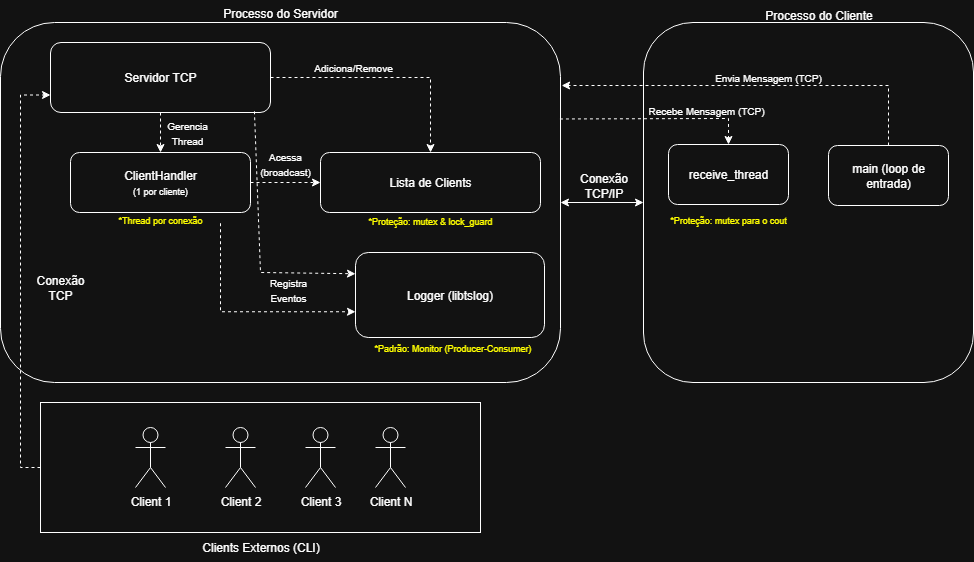 Processo do Servidor
Processo do Cliente
Servidor TCP
Adiciona/Remove
Envia Mensagem (TCP)
Recebe Mensagem (TCP)
Gerencia
Thread
ClientHandler
(1 por cliente)
Acessa
(broadcast)
Lista de Clients
Conexão
TCP/IP
receive_thread
main (loop de
entrada)
*Thread por conexão
*Proteção: mutex & lock_guard
*Proteção: mutex para o cout
Conexão
TCP
Registra
Eventos
Logger (libtslog)
*Padrão: Monitor (Producer-Consumer)
Client 1
Client 2
Client 3
Client N
Clients Externos (CLI)